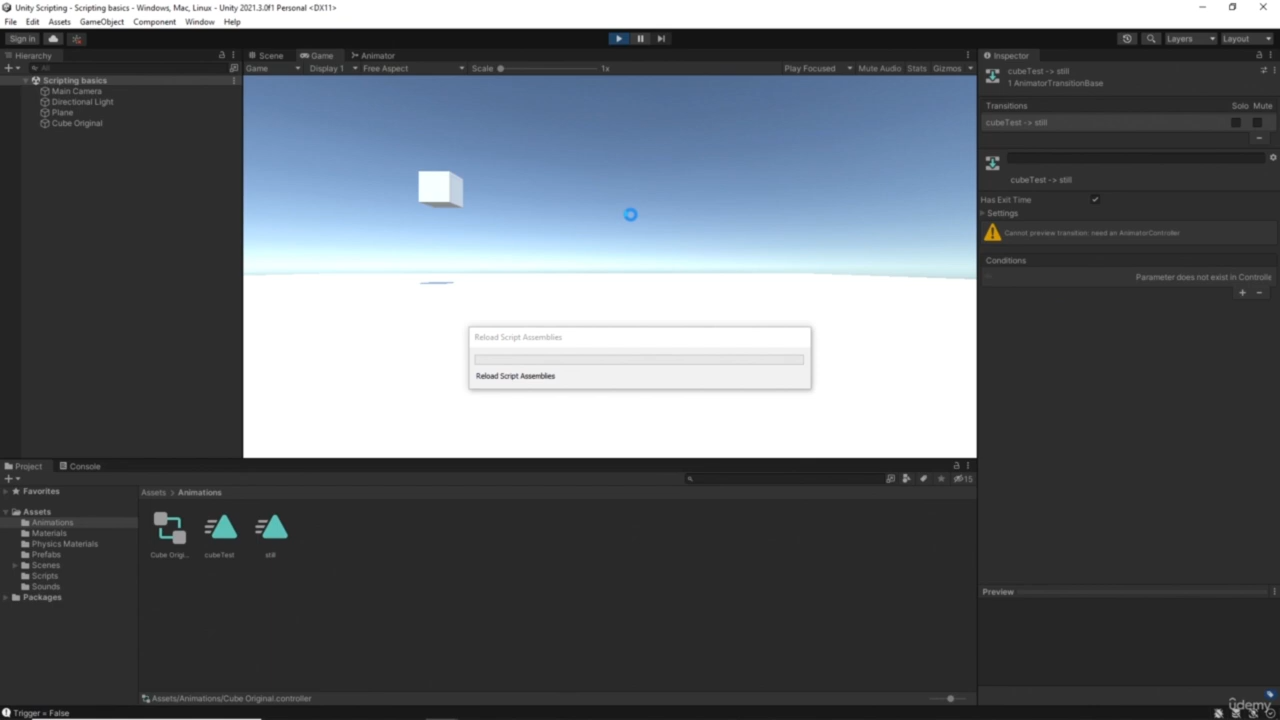 Unity Scripting - Scripting basics - Windows, Mac, Linux - Unity 2021.3.0f1 Personal <DX11>
File Edit Assets GameObject Component Window Help
Sign in
Layers
Layout
Hierarchy
All
Scripting basics
Main Camera
Directional Light
Plane
Cube Original
Scene Game Animator
Game Display 1 Free Aspect Scale 1x Play Focused Mute Audio Stats Gizmos
Reload Script Assemblies
Reload Script Assemblies
Inspector
cubeTest -> still
1 AnimatorTransitionBase
Transitions Solo Mute
cubeTest -> still
cubeTest -> still
Has Exit Time
Settings
Cannot preview transition: need an AnimatorController
Conditions
Parameter does not exist in Controlle
Preview
Project Console
15
Favorites
Assets
Animations
Materials
Physics Materials
Prefabs
Scenes
Scripts
Sounds
Packages
Assets > Animations
Cube Origi... cubeTest still
Assets/Animations/Cube Original.controller
Trigger = False
udemy